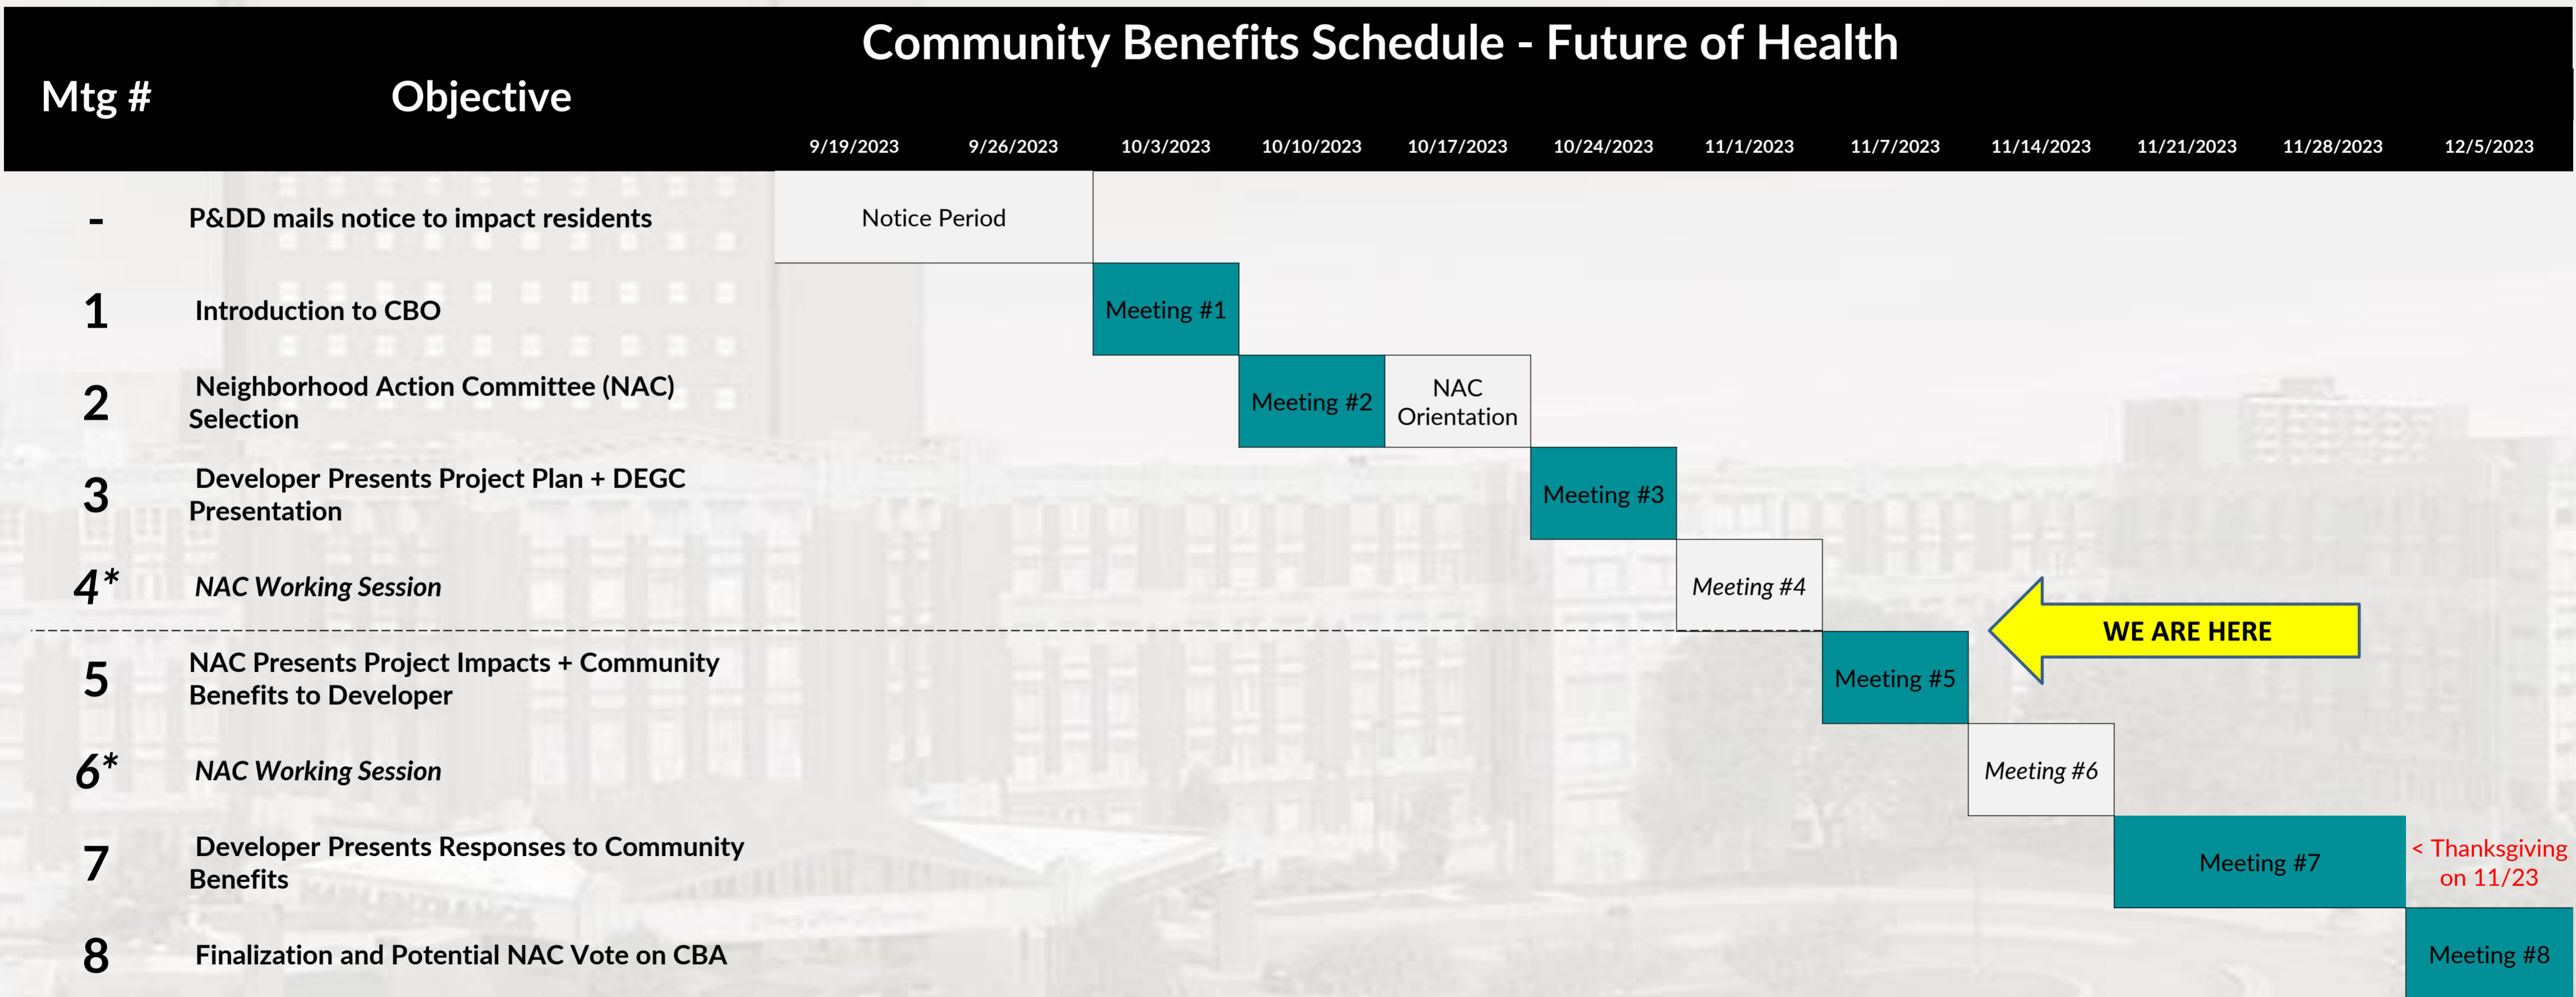 Community Benefits Schedule - Future of Health
Mtg #
Objective
9/19/2023
9/26/2023
10/3/2023
10/10/2023
10/17/2023
10/24/2023
11/1/2023
11/7/2023
11/14/2023
11/21/2023
11/28/2023
12/5/2023
-
P&DD mails notice to impact residents
Notice Period
1
Introduction to CBO
Meeting #1
2
Neighborhood Action Committee (NAC)
Selection
Meeting #2
NAC
Orientation
3
Developer Presents Project Plan + DEGC
Presentation
Meeting #3
4*
NAC Working Session
Meeting #4
WE ARE HERE
5
NAC Presents Project Impacts + Community
Benefits to Developer
Meeting #5
6*
NAC Working Session
Meeting #6
7
Developer Presents Responses to Community
Benefits
Meeting #7
< Thanksgiving
on 11/23
8
Finalization and Potential NAC Vote on CBA
Meeting #8